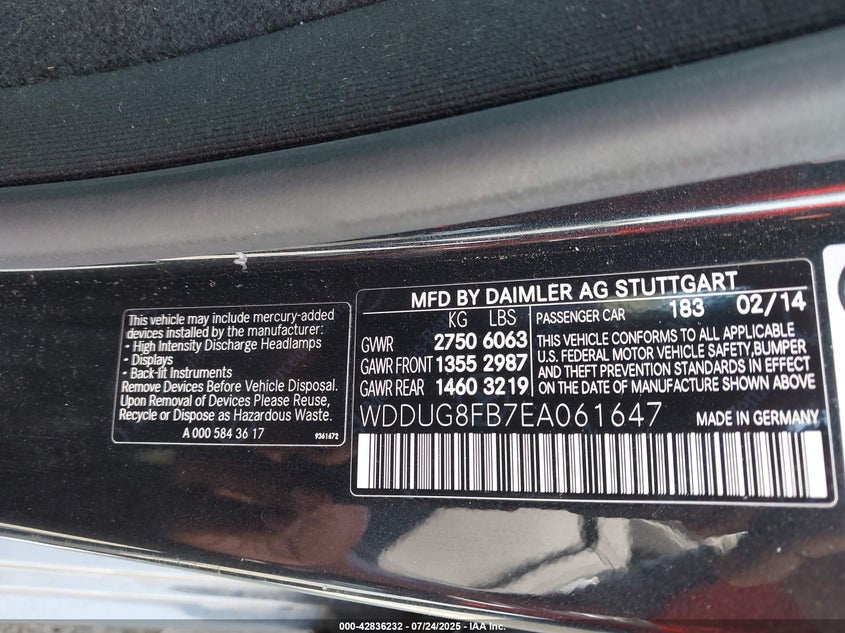 This vehicle may include mercury-added
devices installed by the manufacturer:
• High Intensity Discharge Headlamps
• Displays
• Back-lit Instruments
Remove Devices Before Vehicle Disposal.
Upon Removal of Devices Please Reuse,
Recycle or Dispose as Hazardous Waste.
A 000 584 36 17
9361672
MFD BY DAIMLER AG STUTTGART
KG LBS
GVWR 2750 6063
GAWR FRONT 1355 2987
GAWR REAR 1460 3219
PASSENGER CAR 183 02/14
THIS VEHICLE CONFORMS TO ALL APPLICABLE
U.S. FEDERAL MOTOR VEHICLE SAFETY,BUMPER
AND THEFT PREVENTION STANDARDS IN EFFECT
ON THE DATE OF MANUFACTURE SHOWN ABOVE
WDDUG8FB7EA061647
MADE IN GERMANY
000-42836232 - 07/24/2025 - IAA Inc.